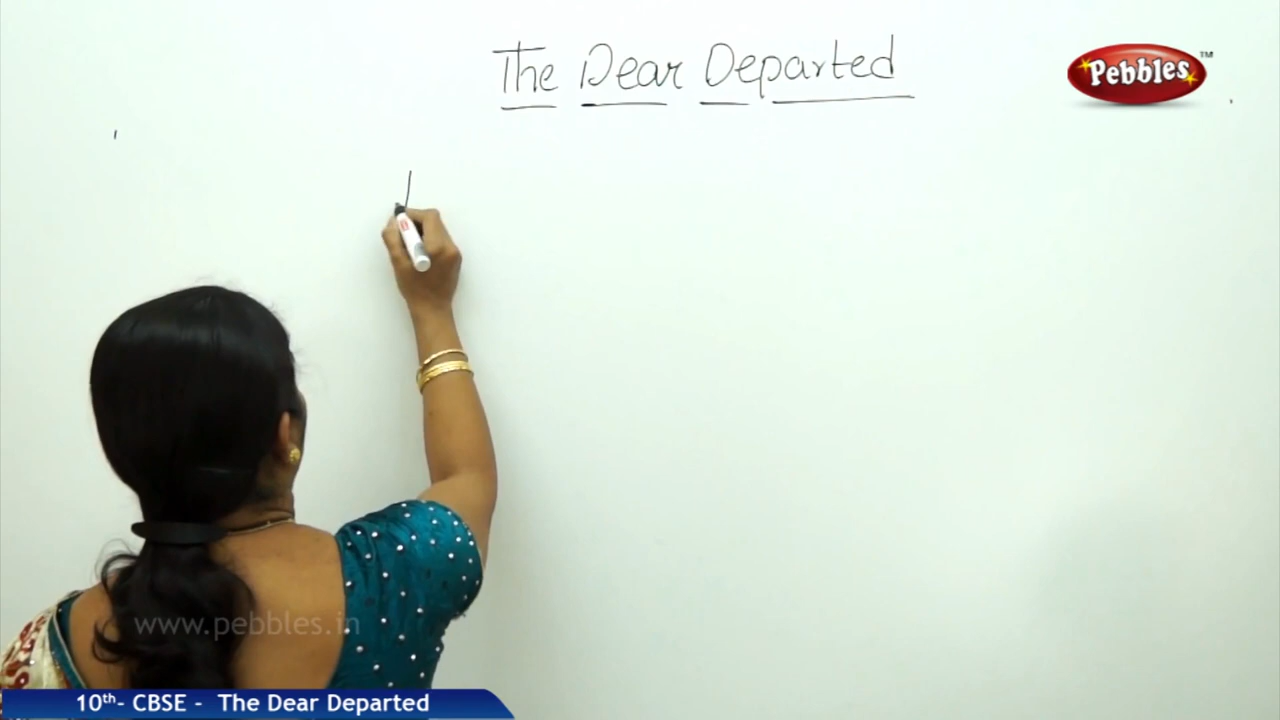 The Dear Departed
Pebbles™
www.pebbles.in
10th- CBSE - The Dear Departed